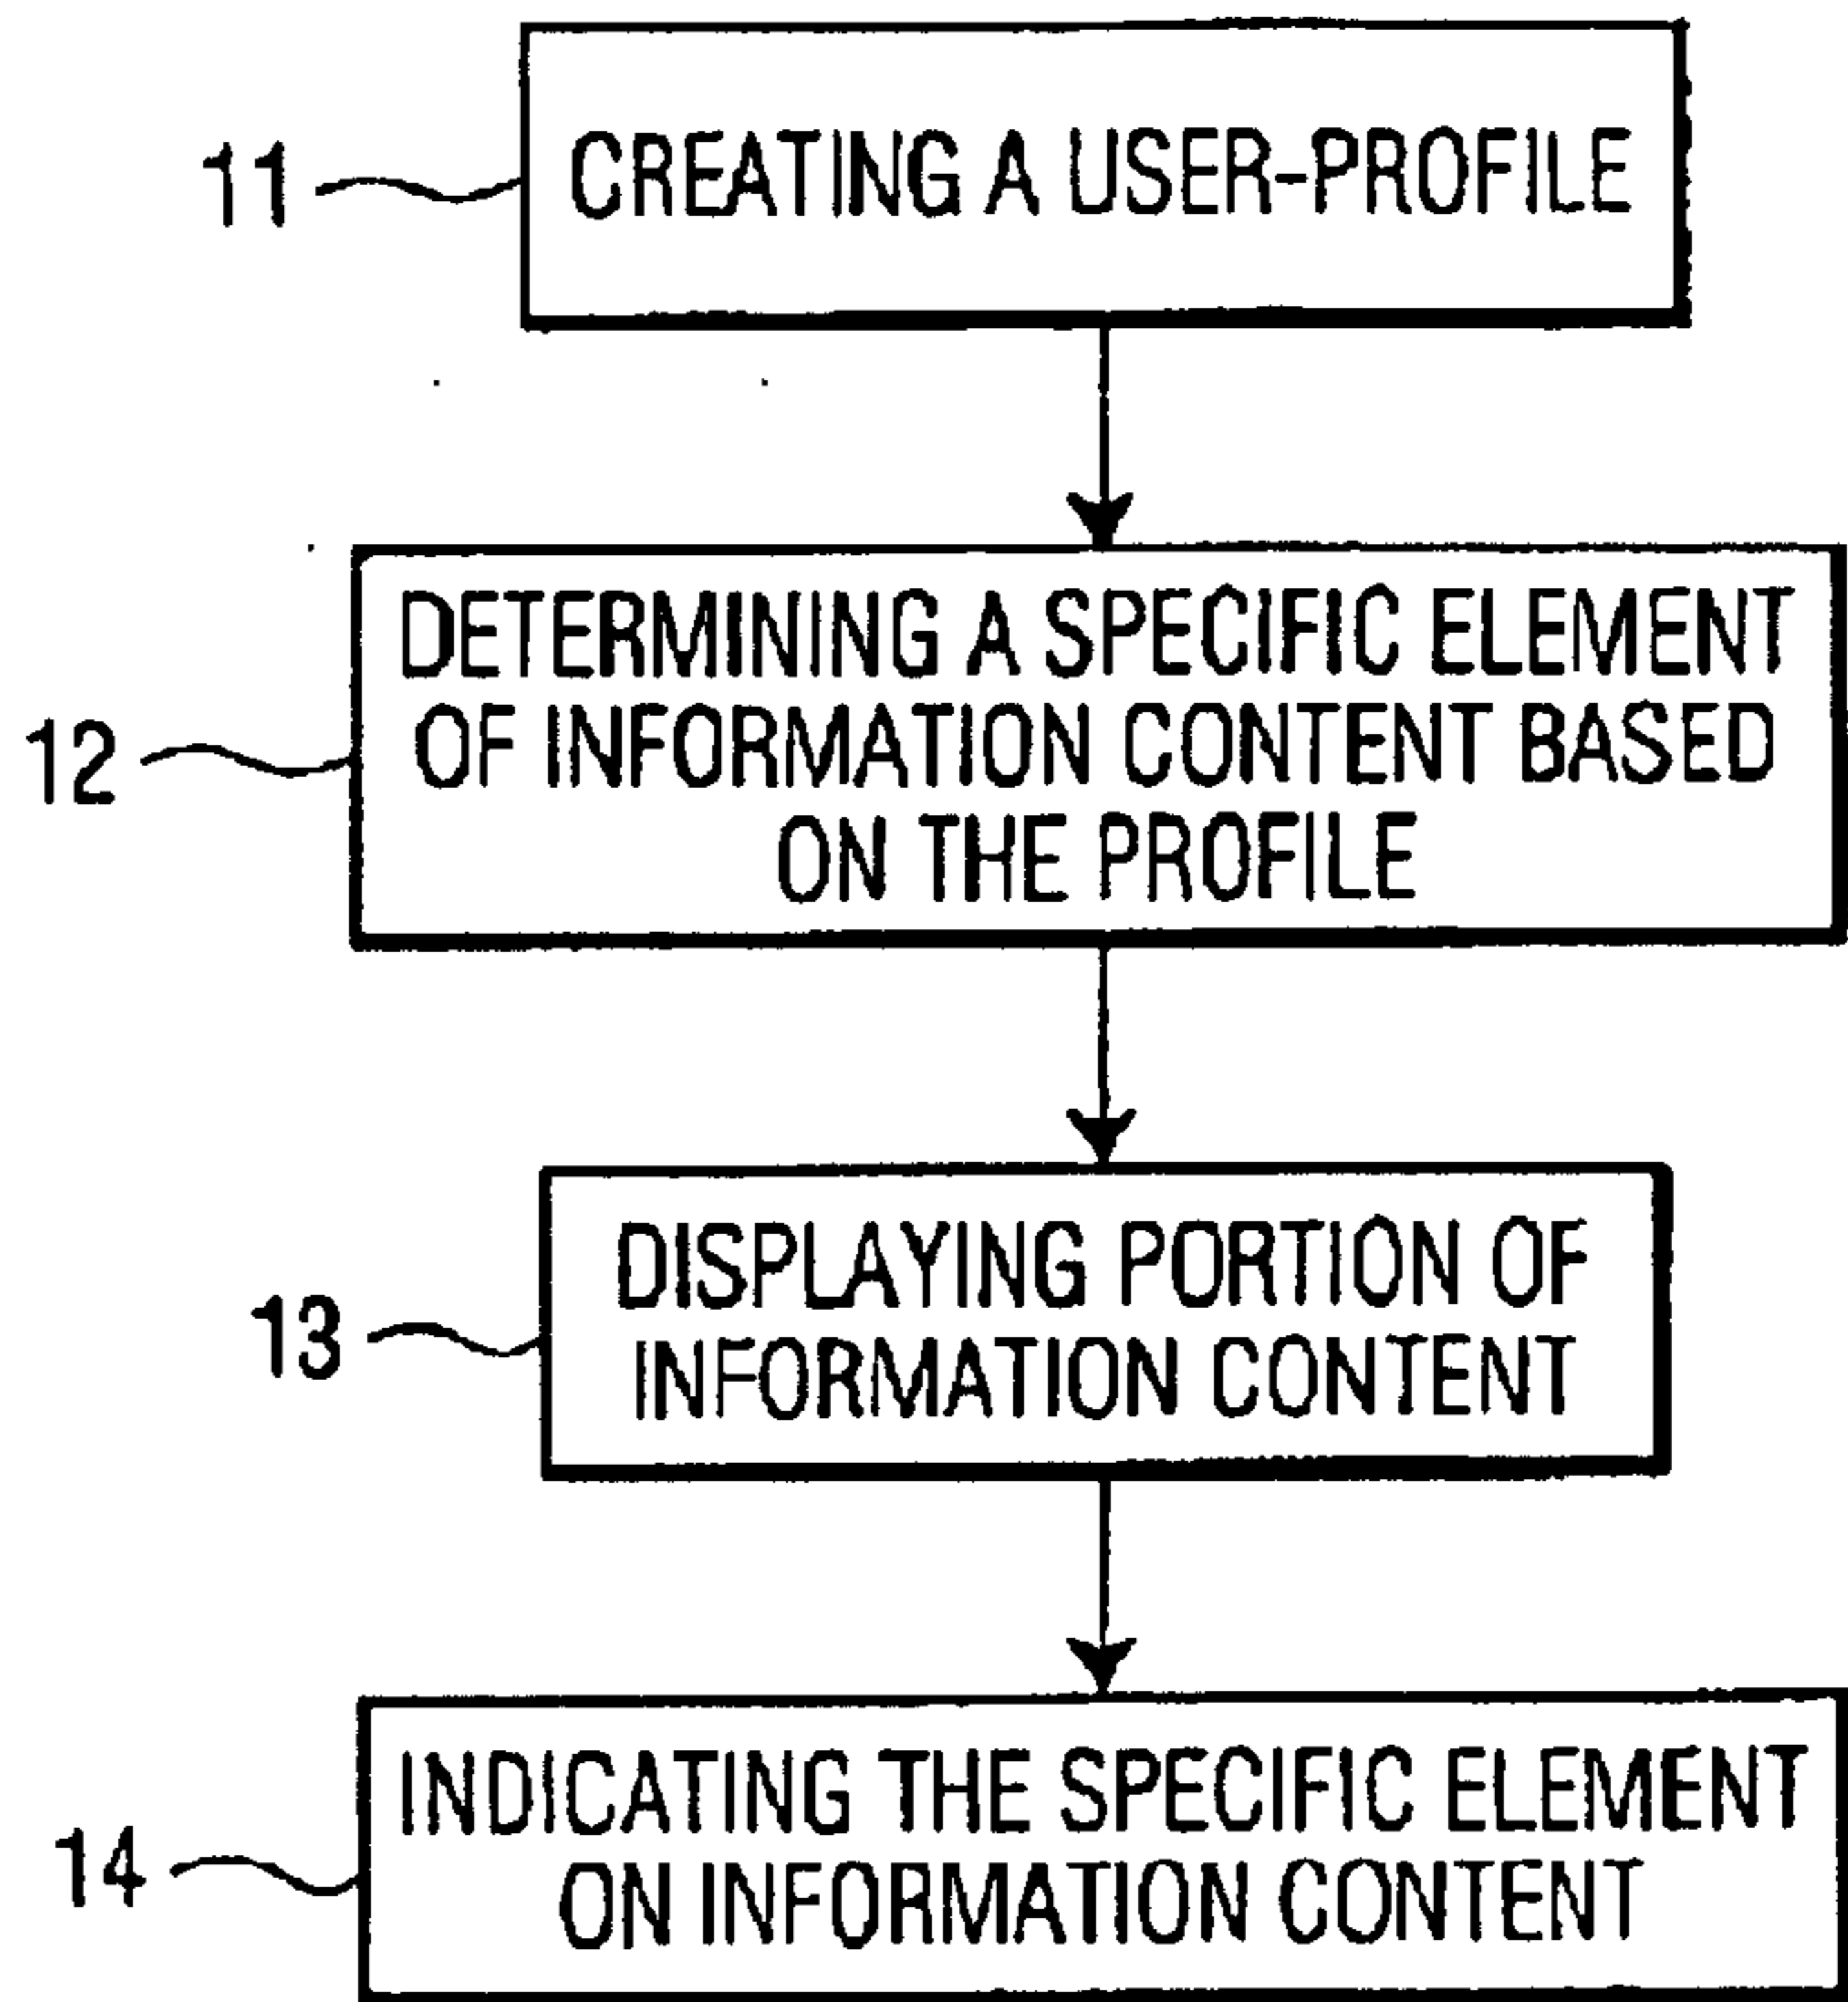 11
CREATING A USER-PROFILE
12
DETERMINING A SPECIFIC ELEMENT
OF INFORMATION CONTENT BASED
ON THE PROFILE
13
DISPLAYING PORTION OF
INFORMATION CONTENT
14
INDICATING THE SPECIFIC ELEMENT
ON INFORMATION CONTENT